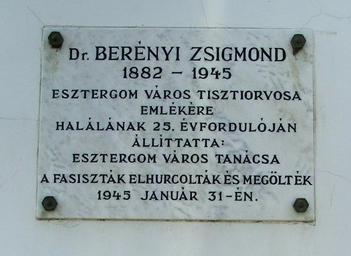 Dr. BERÉNYI ZSIGMOND
1882 - 1945
ESZTERGOM VÁROS TISZTIORVOSA
EMLÉKÉRE
HALÁLÁNAK 25. ÉVFORDULÓJÁN
ÁLLÍTTATTA:
ESZTERGOM VÁROS TANÁCSA
A FASISZTÁK ELHURCOLTÁK ÉS MEGÖLTÉK
1945 JANUÁR 31-ÉN.